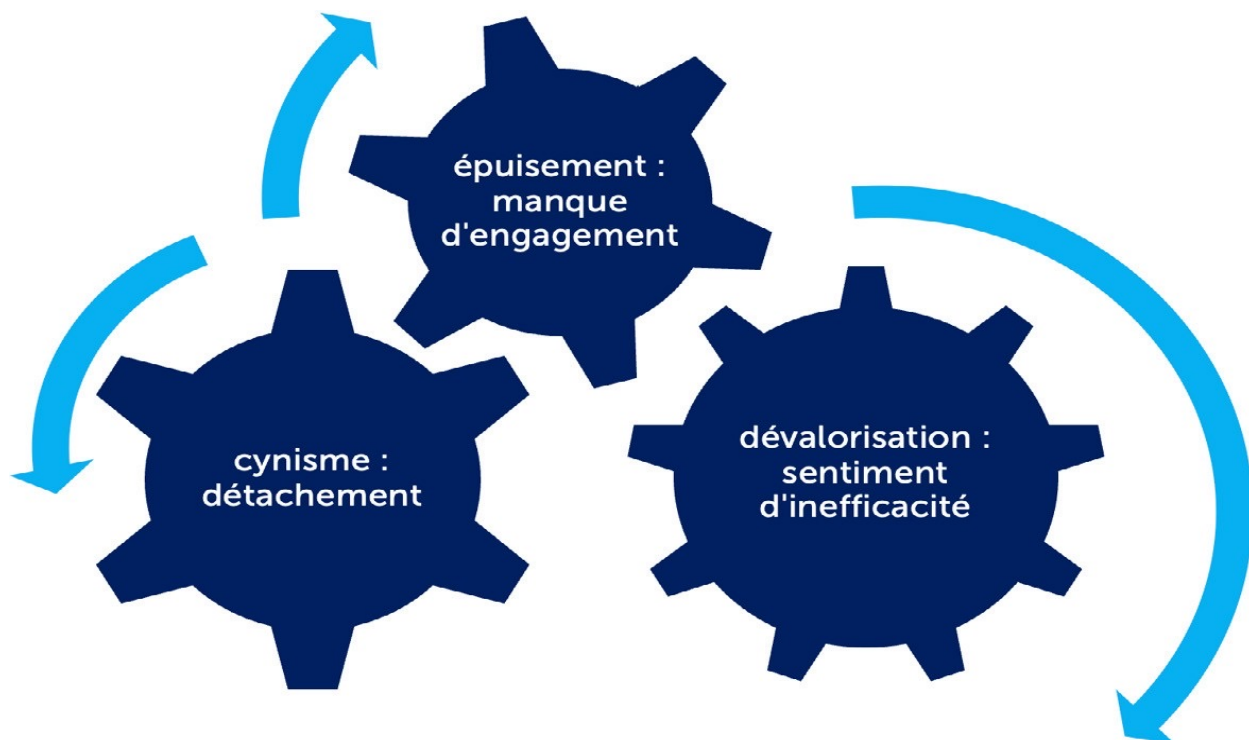 épuisement :
manque
d'engagement
cynisme :
détachement
dévalorisation :
sentiment
d'inefficacité